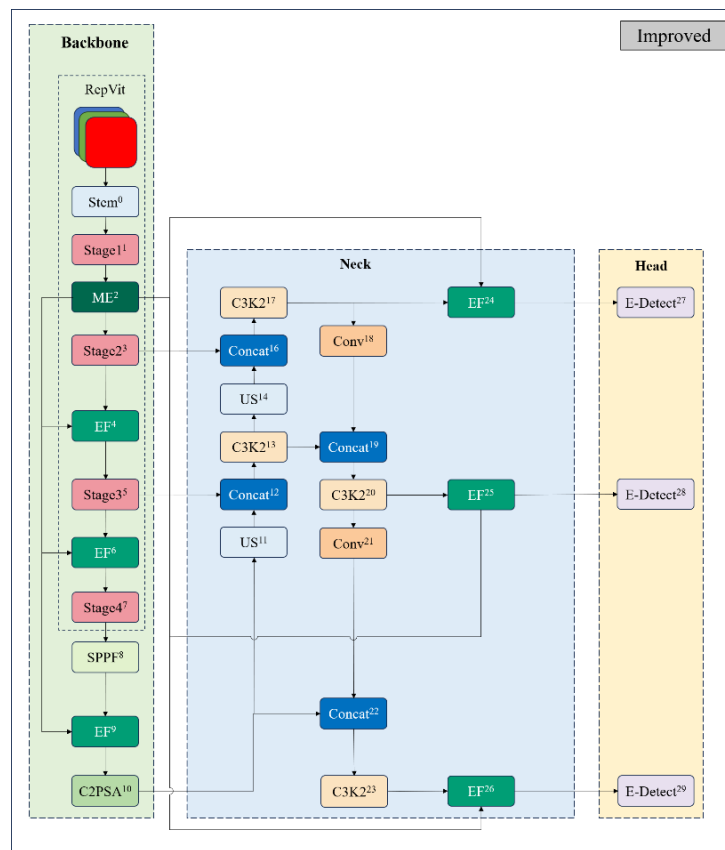 Improved
Backbone
RepVit
Stem⁰
Stage1¹
ME²
Stage2³
EF⁴
Stage3⁵
EF⁶
Stage4⁷
SPPF⁸
EF⁹
C2PSA¹⁰
Neck
C3K2¹⁷
EF²⁴
Conv¹⁸
Concat¹⁶
US¹⁴
C3K2¹³
Concat¹⁹
Concat¹²
C3K2²⁰
EF²⁵
US¹¹
Conv²¹
Concat²²
C3K2²³
EF²⁶
Head
E-Detect²⁷
E-Detect²⁸
E-Detect²⁹